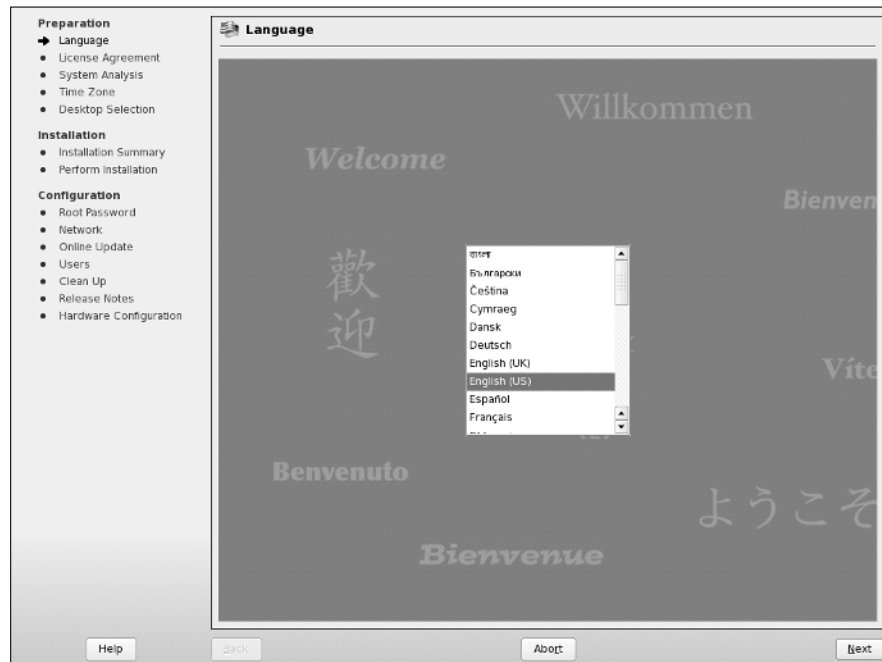 Preparation
Language
License Agreement
System Analysis
Time Zone
Desktop Selection
Installation
Installation Summary
Perform Installation
Configuration
Root Password
Network
Online Update
Users
Clean Up
Release Notes
Hardware Configuration
Language
Willkommen
Welcome
Bienven
歡迎
বাংলা
Български
Čeština
Cymraeg
Dansk
Deutsch
English (UK)
English (US)
Español
Français
Víte
Benvenuto
ようこそ
Bienvenue
Help
Back
Abort
Next